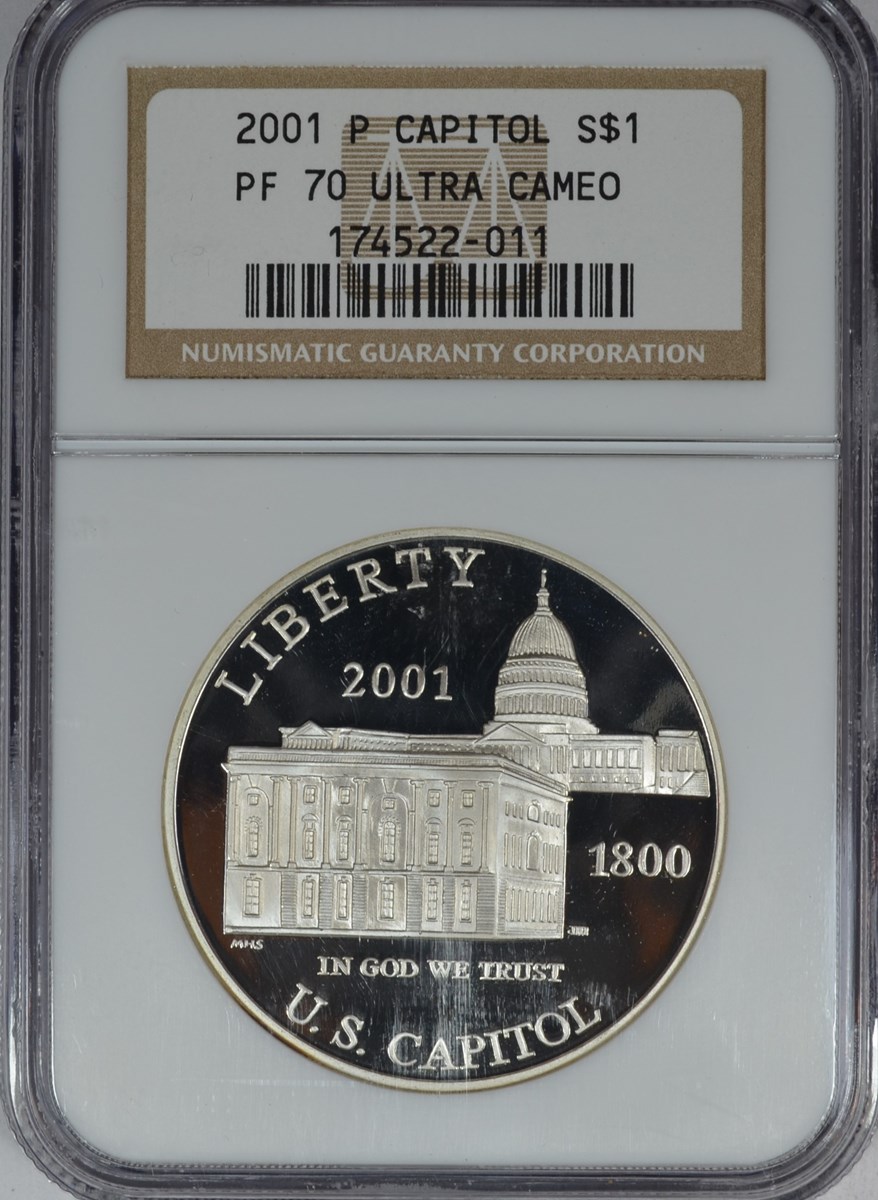 2001 P CAPITOL S$1
PF 70 ULTRA CAMEO
174522-011
NUMISMATIC GUARANTY CORPORATION
LIBERTY
2001
1800
MHS
IN GOD WE TRUST
U. S. CAPITOL